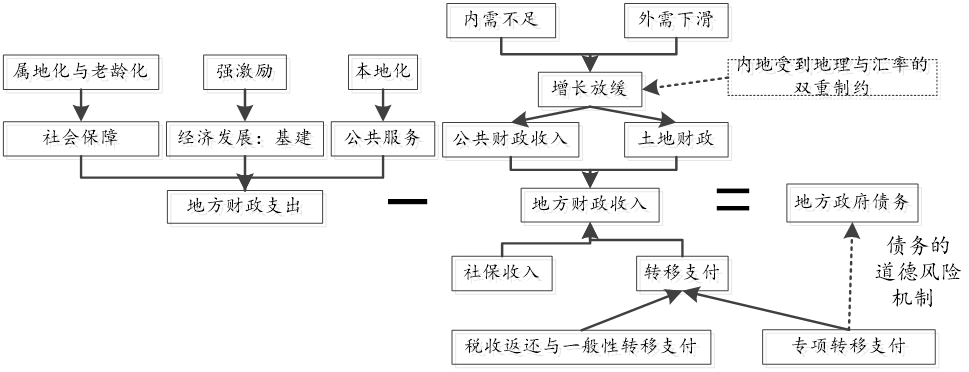 内需不足
外需下滑
属地化与老龄化
强激励
本地化
增长放缓
内地受到地理与汇率的
双重制约
社会保障
经济发展：基建
公共服务
公共财政收入
土地财政
地方财政支出
—
地方财政收入
=
地方政府债务
社保收入
转移支付
债务的
道德风险
机制
税收返还与一般性转移支付
专项转移支付